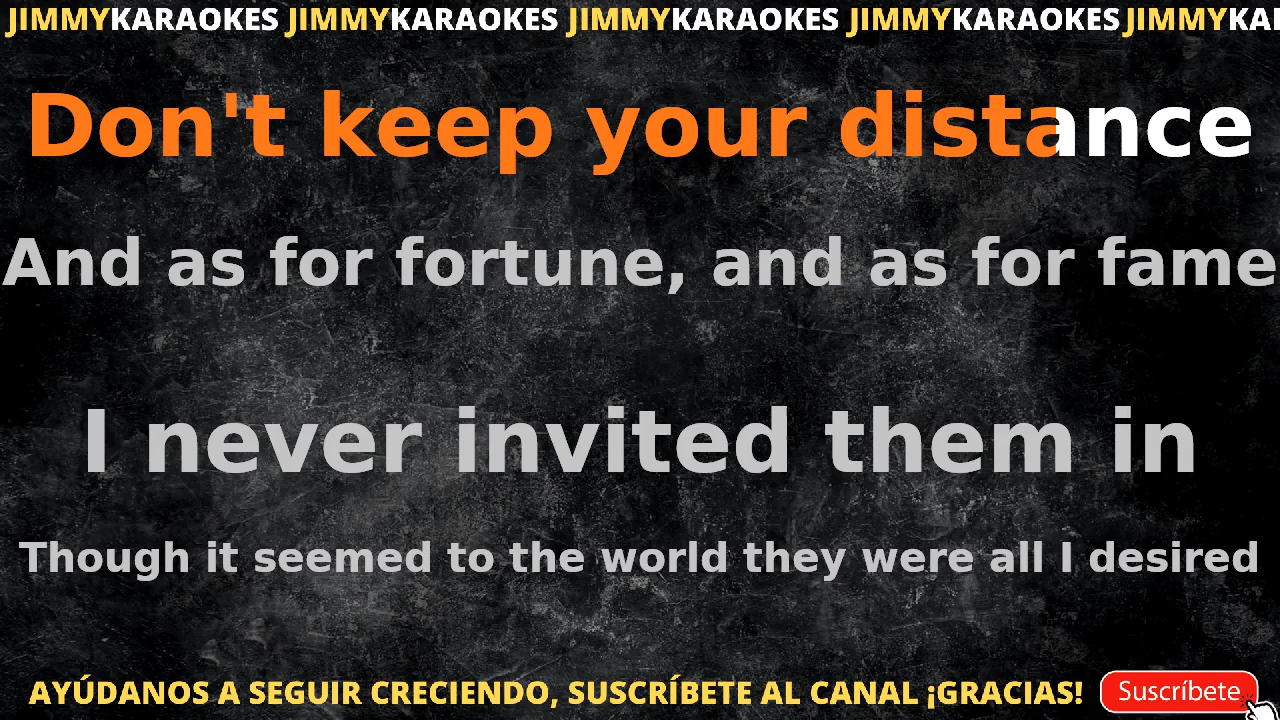 JIMMYKARAOKES JIMMYKARAOKES JIMMYKARAOKES JIMMYKARAOKES JIMMYKA
Don't keep your distance
And as for fortune, and as for fame
I never invited them in
Though it seemed to the world they were all I desired
AYÚDANOS A SEGUIR CRECIENDO, SUSCRÍBETE AL CANAL ¡GRACIAS! Suscríbete